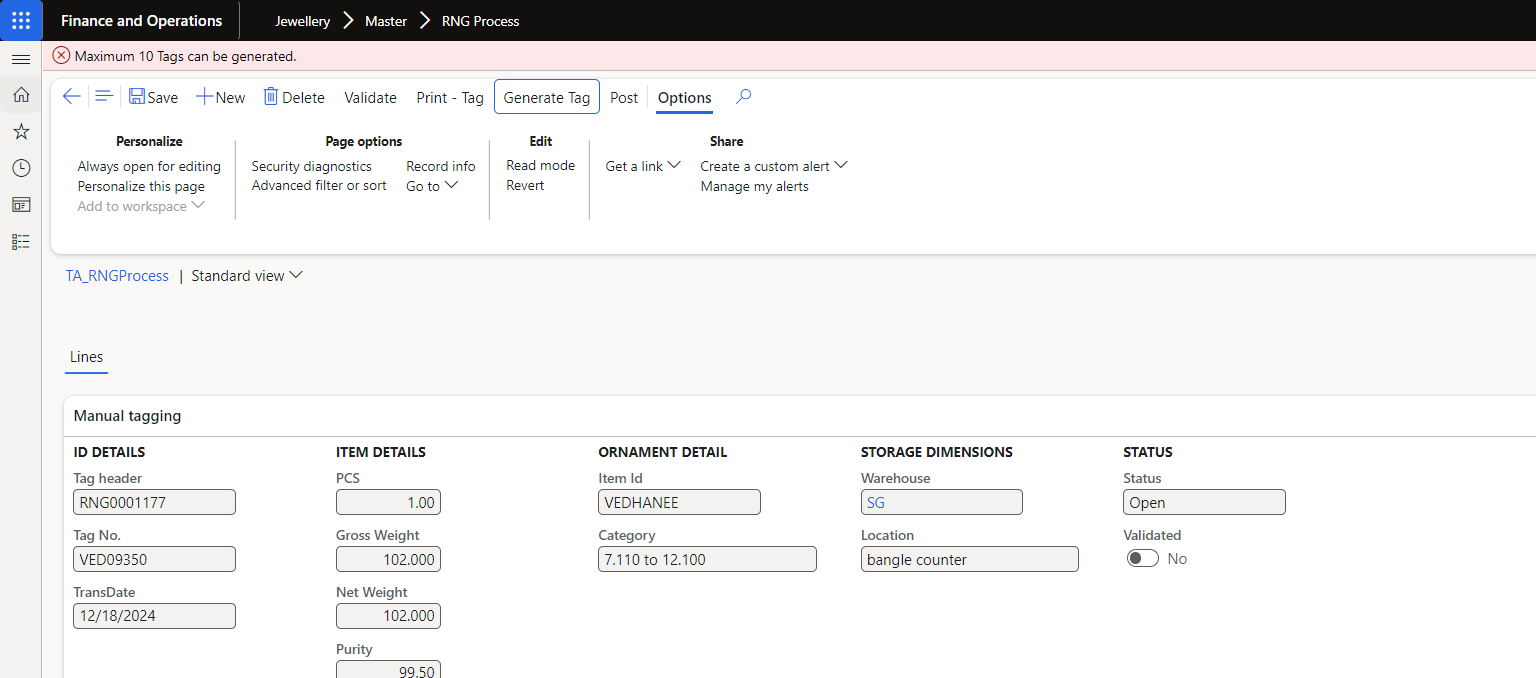 Finance and Operations Jewellery Master RNG Process
Maximum 10 Tags can be generated.
Save New Delete Validate Print - Tag Generate Tag Post Options
Personalize
Always open for editing
Personalize this page
Add to workspace
Page options
Security diagnostics Record info
Advanced filter or sort Go to
Edit
Read mode
Revert
Share
Get a link Create a custom alert
Manage my alerts
TA_RNGProcess | Standard view
Lines
Manual tagging
ID DETAILS
Tag header
RNG0001177
Tag No.
VED09350
TransDate
12/18/2024
ITEM DETAILS
PCS
1.00
Gross Weight
102.000
Net Weight
102.000
Purity
99.50
ORNAMENT DETAIL
Item Id
VEDHANEE
Category
7.110 to 12.100
STORAGE DIMENSIONS
Warehouse
SG
Location
bangle counter
STATUS
Status
Open
Validated
No